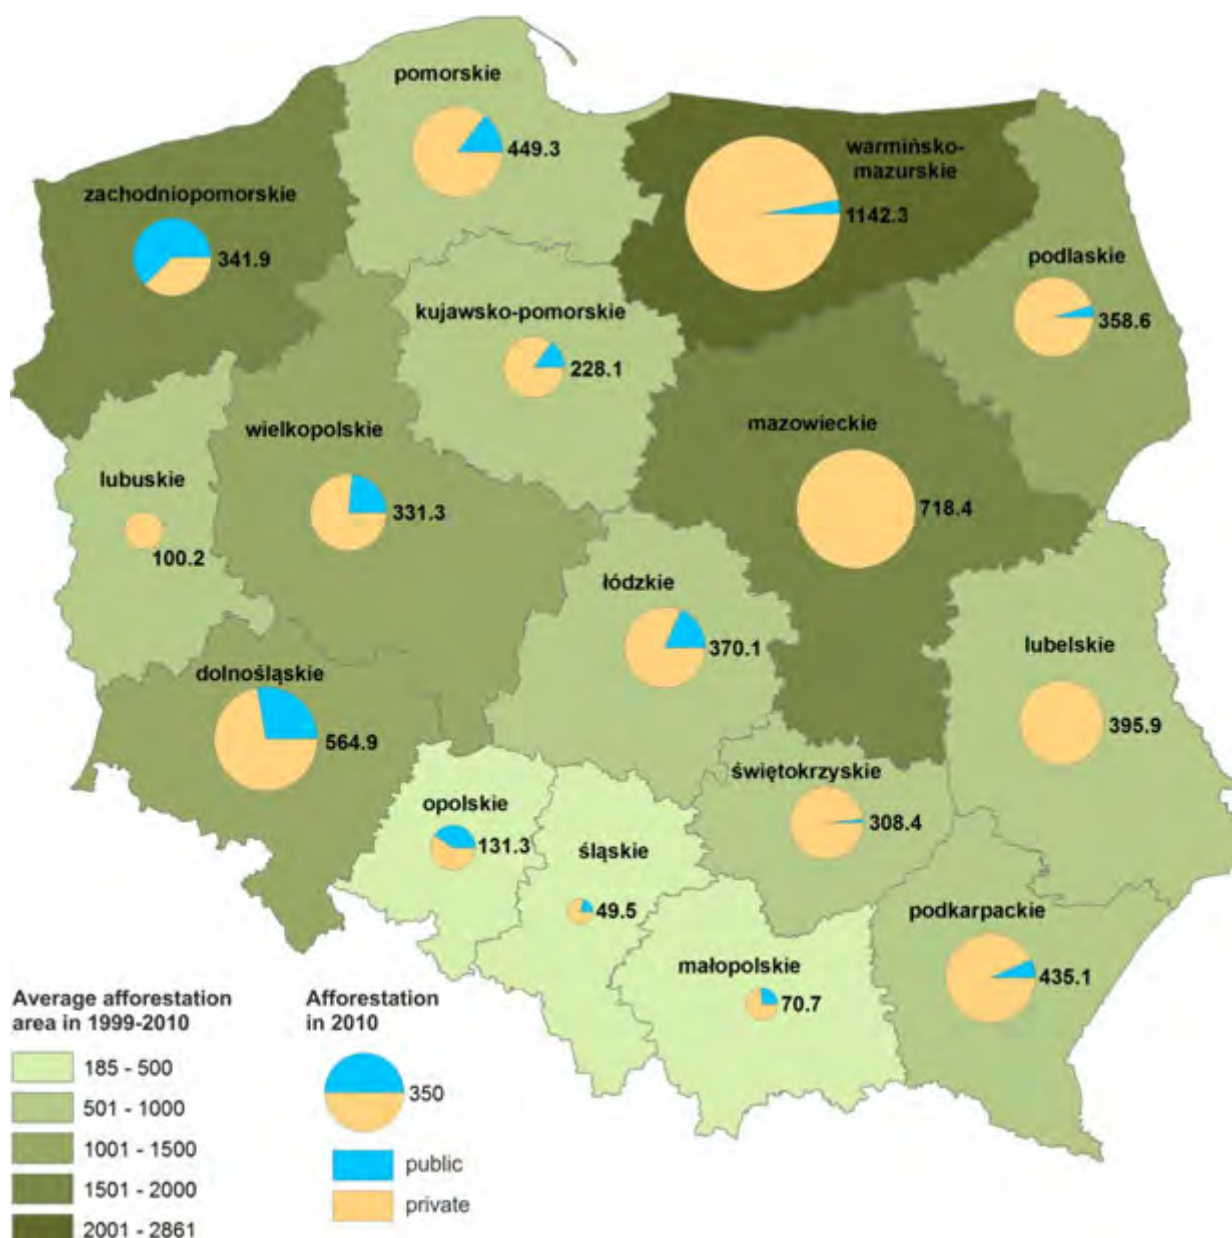 pomorskie
449.3
warmińsko-
mazurskie
1142.3
zachodniopomorskie
341.9
podlaskie
358.6
kujawsko-pomorskie
228.1
wielkopolskie
331.3
mazowieckie
718.4
lubuskie
100.2
łódzkie
370.1
lubelskie
395.9
dolnośląskie
564.9
świętokrzyskie
308.4
opolskie
131.3
śląskie
49.5
podkarpackie
435.1
małopolskie
70.7
Average afforestation
area in 1999-2010
185 - 500
501 - 1000
1001 - 1500
1501 - 2000
2001 - 2861
Afforestation
in 2010
350
public
private